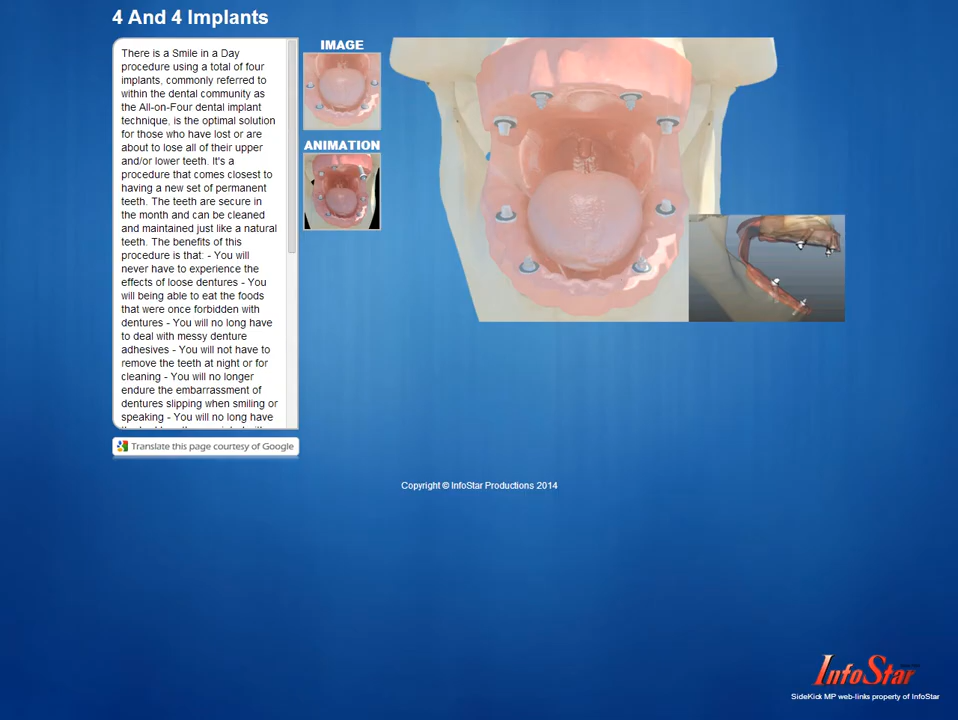 4 And 4 Implants
There is a Smile in a Day
procedure using a total of four
implants, commonly referred to
within the dental community as
the All-on-Four dental implant
technique, is the optimal solution
for those who have lost or are
about to lose all of their upper
and/or lower teeth. It's a
procedure that comes closest to
having a new set of permanent
teeth. The teeth are secure in
the month and can be cleaned
and maintained just like a natural
teeth. The benefits of this
procedure is that: - You will
never have to experience the
effects of loose dentures - You
will being able to eat the foods
that were once forbidden with
dentures - You will no long have
to deal with messy denture
adhesives - You will not have to
remove the teeth at night or for
cleaning - You will no longer
endure the embarrassment of
dentures slipping when smiling or
speaking - You will no long have
IMAGE
ANIMATION
Translate this page courtesy of Google
Copyright © InfoStar Productions 2014
InfoStar
SideKick MP web-links property of InfoStar